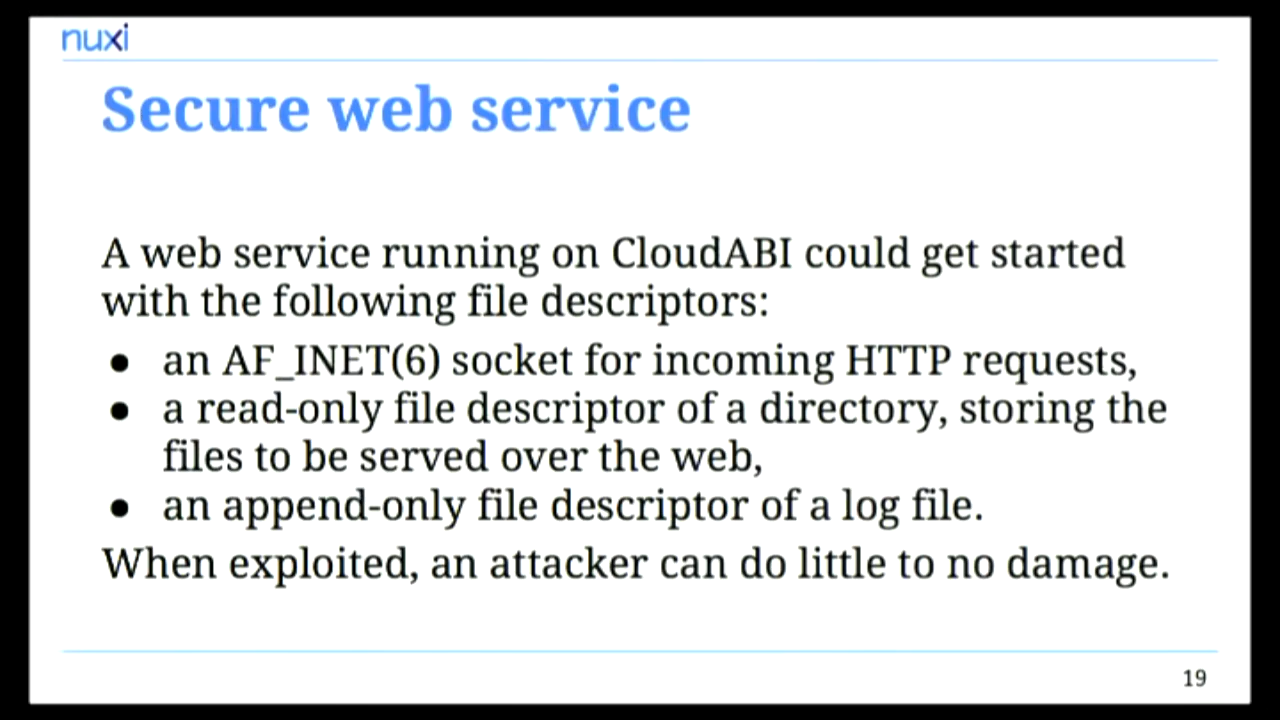 nuxi
Secure web service
A web service running on CloudABI could get started
with the following file descriptors:
● an AF_INET(6) socket for incoming HTTP requests,
● a read-only file descriptor of a directory, storing the
files to be served over the web,
● an append-only file descriptor of a log file.
When exploited, an attacker can do little to no damage.
19